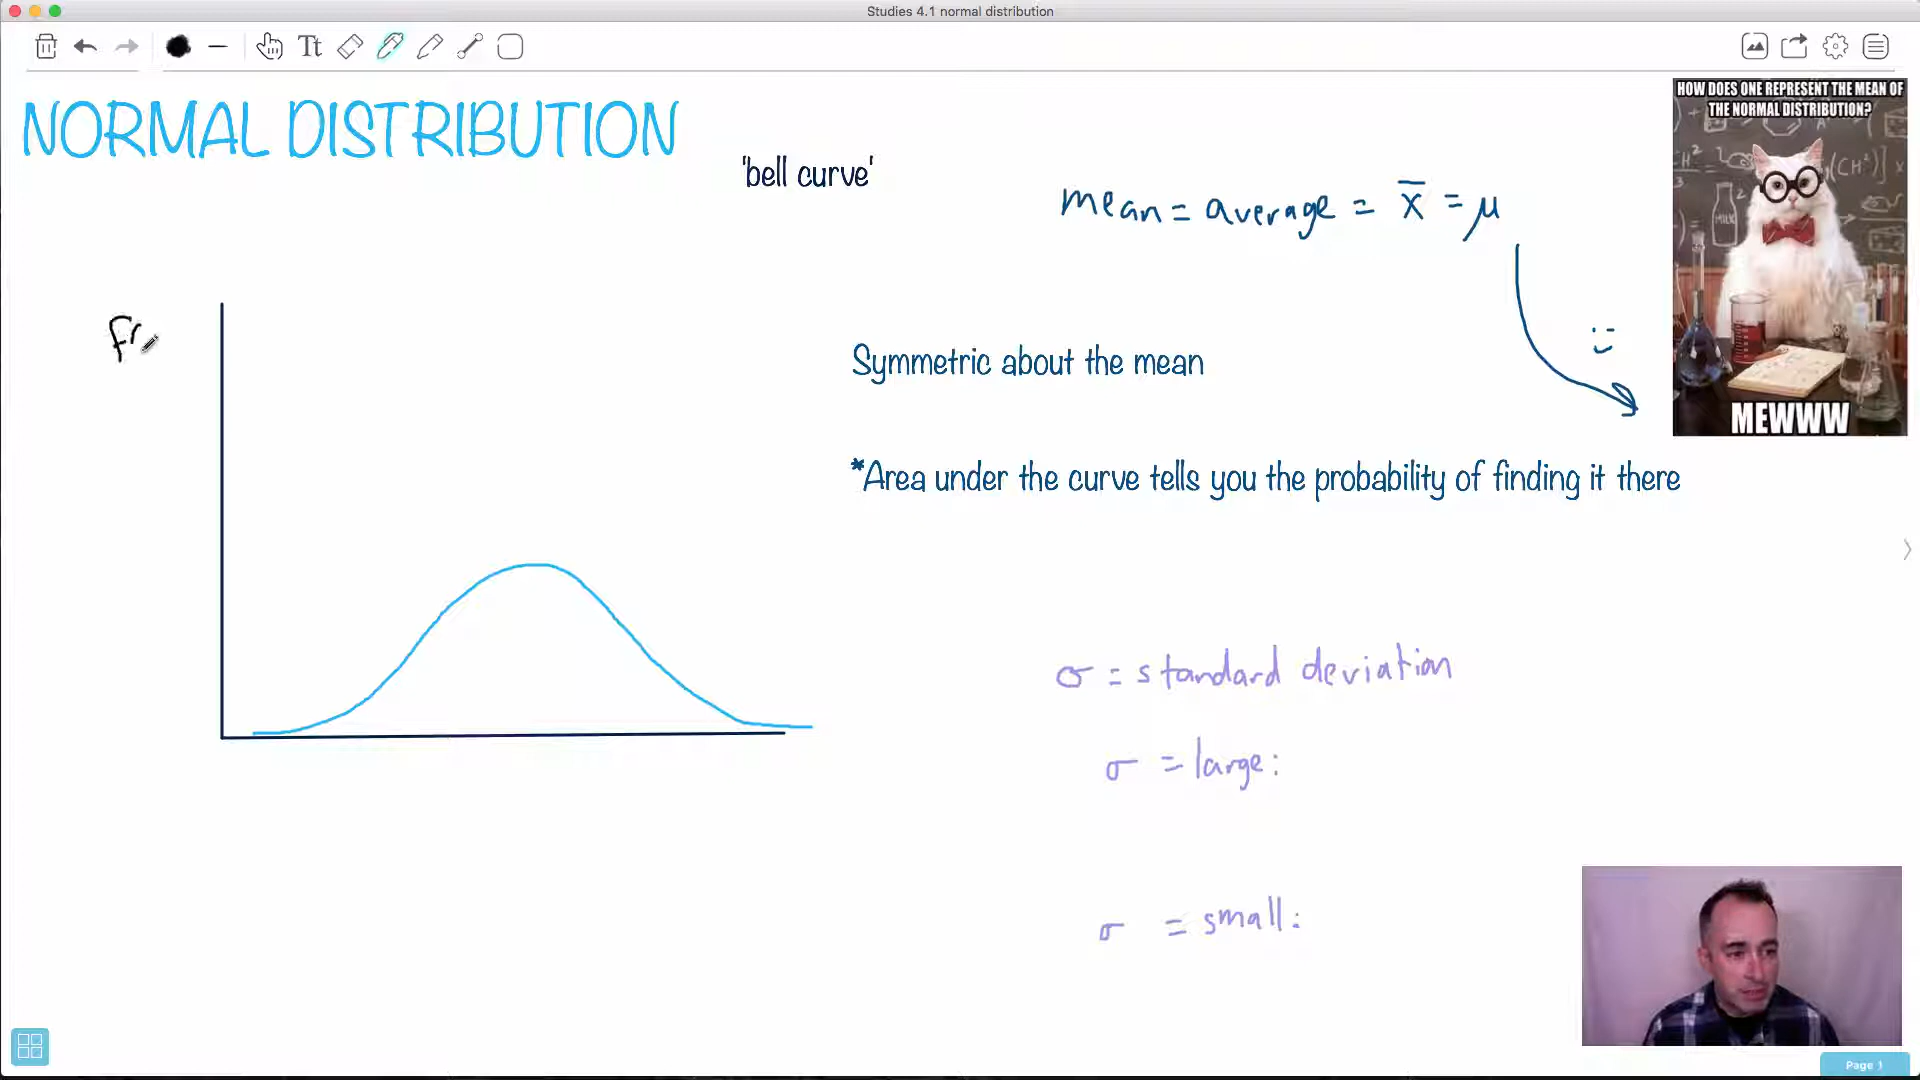 Studies 4.1 normal distribution
Tt
NORMAL DISTRIBUTION
'bell curve'
mean = average = x̄ = μ
HOW DOES ONE REPRESENT THE MEAN OF
THE NORMAL DISTRIBUTION?
MEWWW
Fr
Symmetric about the mean
*Area under the curve tells you the probability of finding it there
σ = standard deviation
σ = large:
σ = small:
Page 1